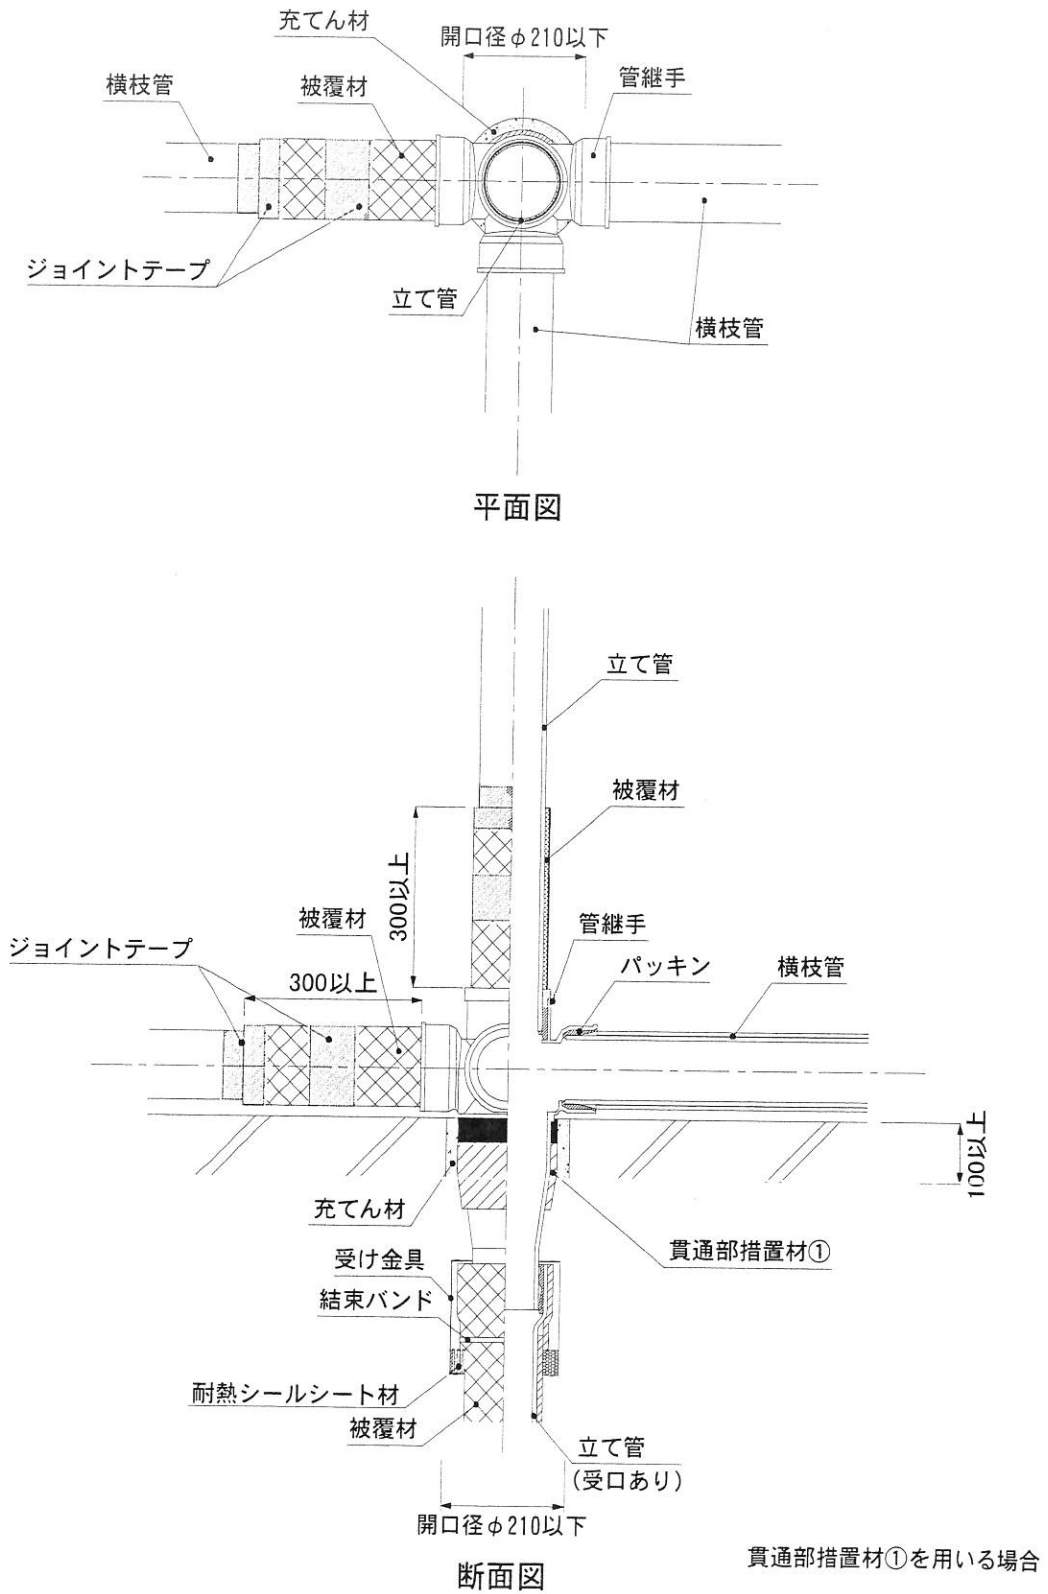 充てん材
開口径φ210以下
横枝管
被覆材
管継手
ジョイントテープ
立て管
横枝管
平面図
立て管
被覆材
300以上
被覆材
管継手
ジョイントテープ
パッキン
横枝管
300以上
100以上
充てん材
貫通部措置材①
受け金具
結束バンド
耐熱シールシート材
被覆材
立て管
(受口あり)
開口径φ210以下
断面図
貫通部措置材①を用いる場合